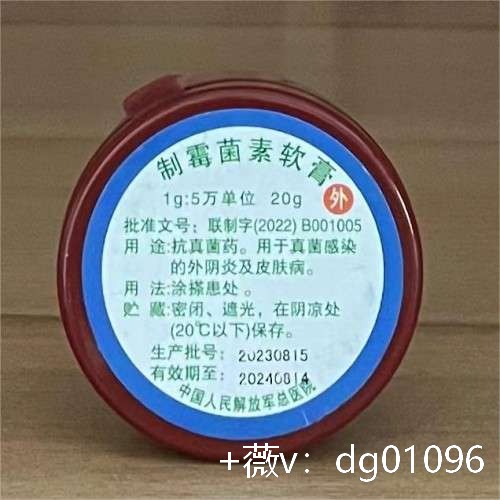 制霉菌素软膏
外
1g:5万单位 20g
批准文号：联制字(2022) B001005
用 途:抗真菌药。用于真菌感染
的外阴炎及皮肤病。
用 法:涂搽患处 。
贮 藏:密闭、遮光，在阴凉处
(20℃以下)保存。
生产批号： 20230815
有效期至： 20240814
中国人民解放军总医院
+薇v：dg01096